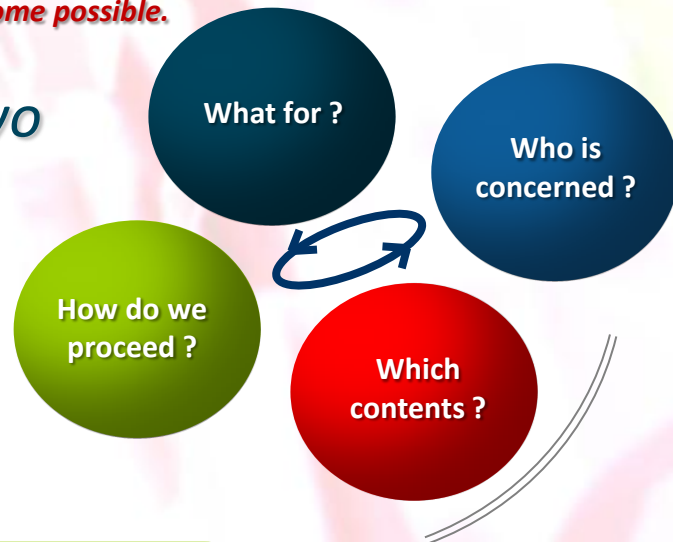 ome possible.
What for ?
Who is
concerned ?
How do we
proceed ?
Which
contents ?